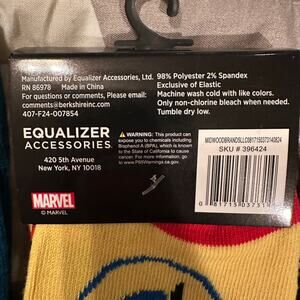 Manufactured by Equalizer Accessories, Ltd.
RN 86978 Made in China
For questions or comments, Please email:
comments@berkshireinc.com
407-F24-007854
98% Polyester 2% Spandex
Exclusive of Elastic
Machine wash cold with like colors.
Only non-chlorine bleach when needed.
Tumble dry low.
EQUALIZER
ACCESSORIES
420 5th Avenue
New York, NY 10018
WARNING: This product can
expose you to chemicals including
Bisphenol A (BPA), which is known to
the State of California to cause
cancer. For more information, go
to www.P65Warnings.ca.gov.
SKU # 396424
MARVEL
© MARVEL